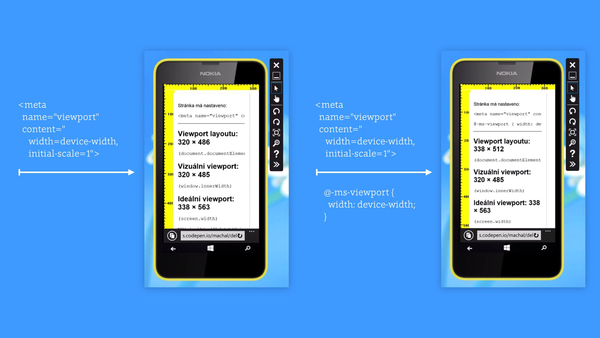 <meta
name="viewport"
content="
width=device-width,
initial-scale=1">
NOKIA
Stránka má nastaveno:
<meta name="viewport" co
Viewport layoutu:
320 × 486
(document.documentElement
Vizuální viewport:
320 × 485
(window.innerWidth)
Ideální viewport:
338 × 563
(screen.width)
s.codepen.io/machal/del
<meta
name="viewport"
content="
width=device-width,
initial-scale=1">
@-ms-viewport {
width: device-width;
}
NOKIA
Stránka má nastaveno:
<meta name="viewport" con
@-ms-viewport { width: de
Viewport layoutu:
338 × 512
(document.documentElement
Vizuální viewport:
320 × 485
(window.innerWidth)
Ideální viewport: 338
× 563
(screen.width)
s.codepen.io/machal/del